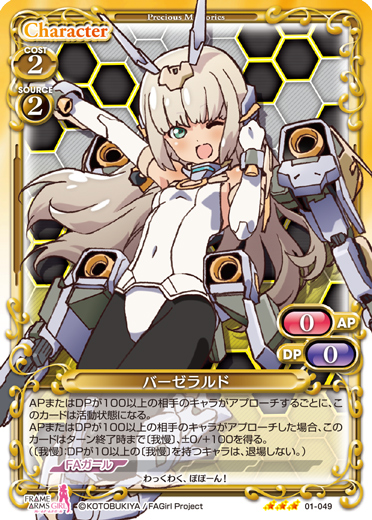 Precious Memories
Character
COST
2
SOURCE
2
0 AP
DP 0
バーゼラルド
APまたはDPが100以上の相手のキャラがアプローチするごとに、こ
のカードは活動状態になる。
APまたはDPが100以上の相手のキャラがアプローチした場合、この
カードはターン終了時まで〔我慢〕、±0/+100を得る。
(〔我慢〕:DPが10以上の〔我慢〕を持つキャラは、退場しない。)
FAガール
わっくわく、ぽぽーん!
FRAME ARMS GIRL
©KOTOBUKIYA / FAGirl Project
★★★ 01-049